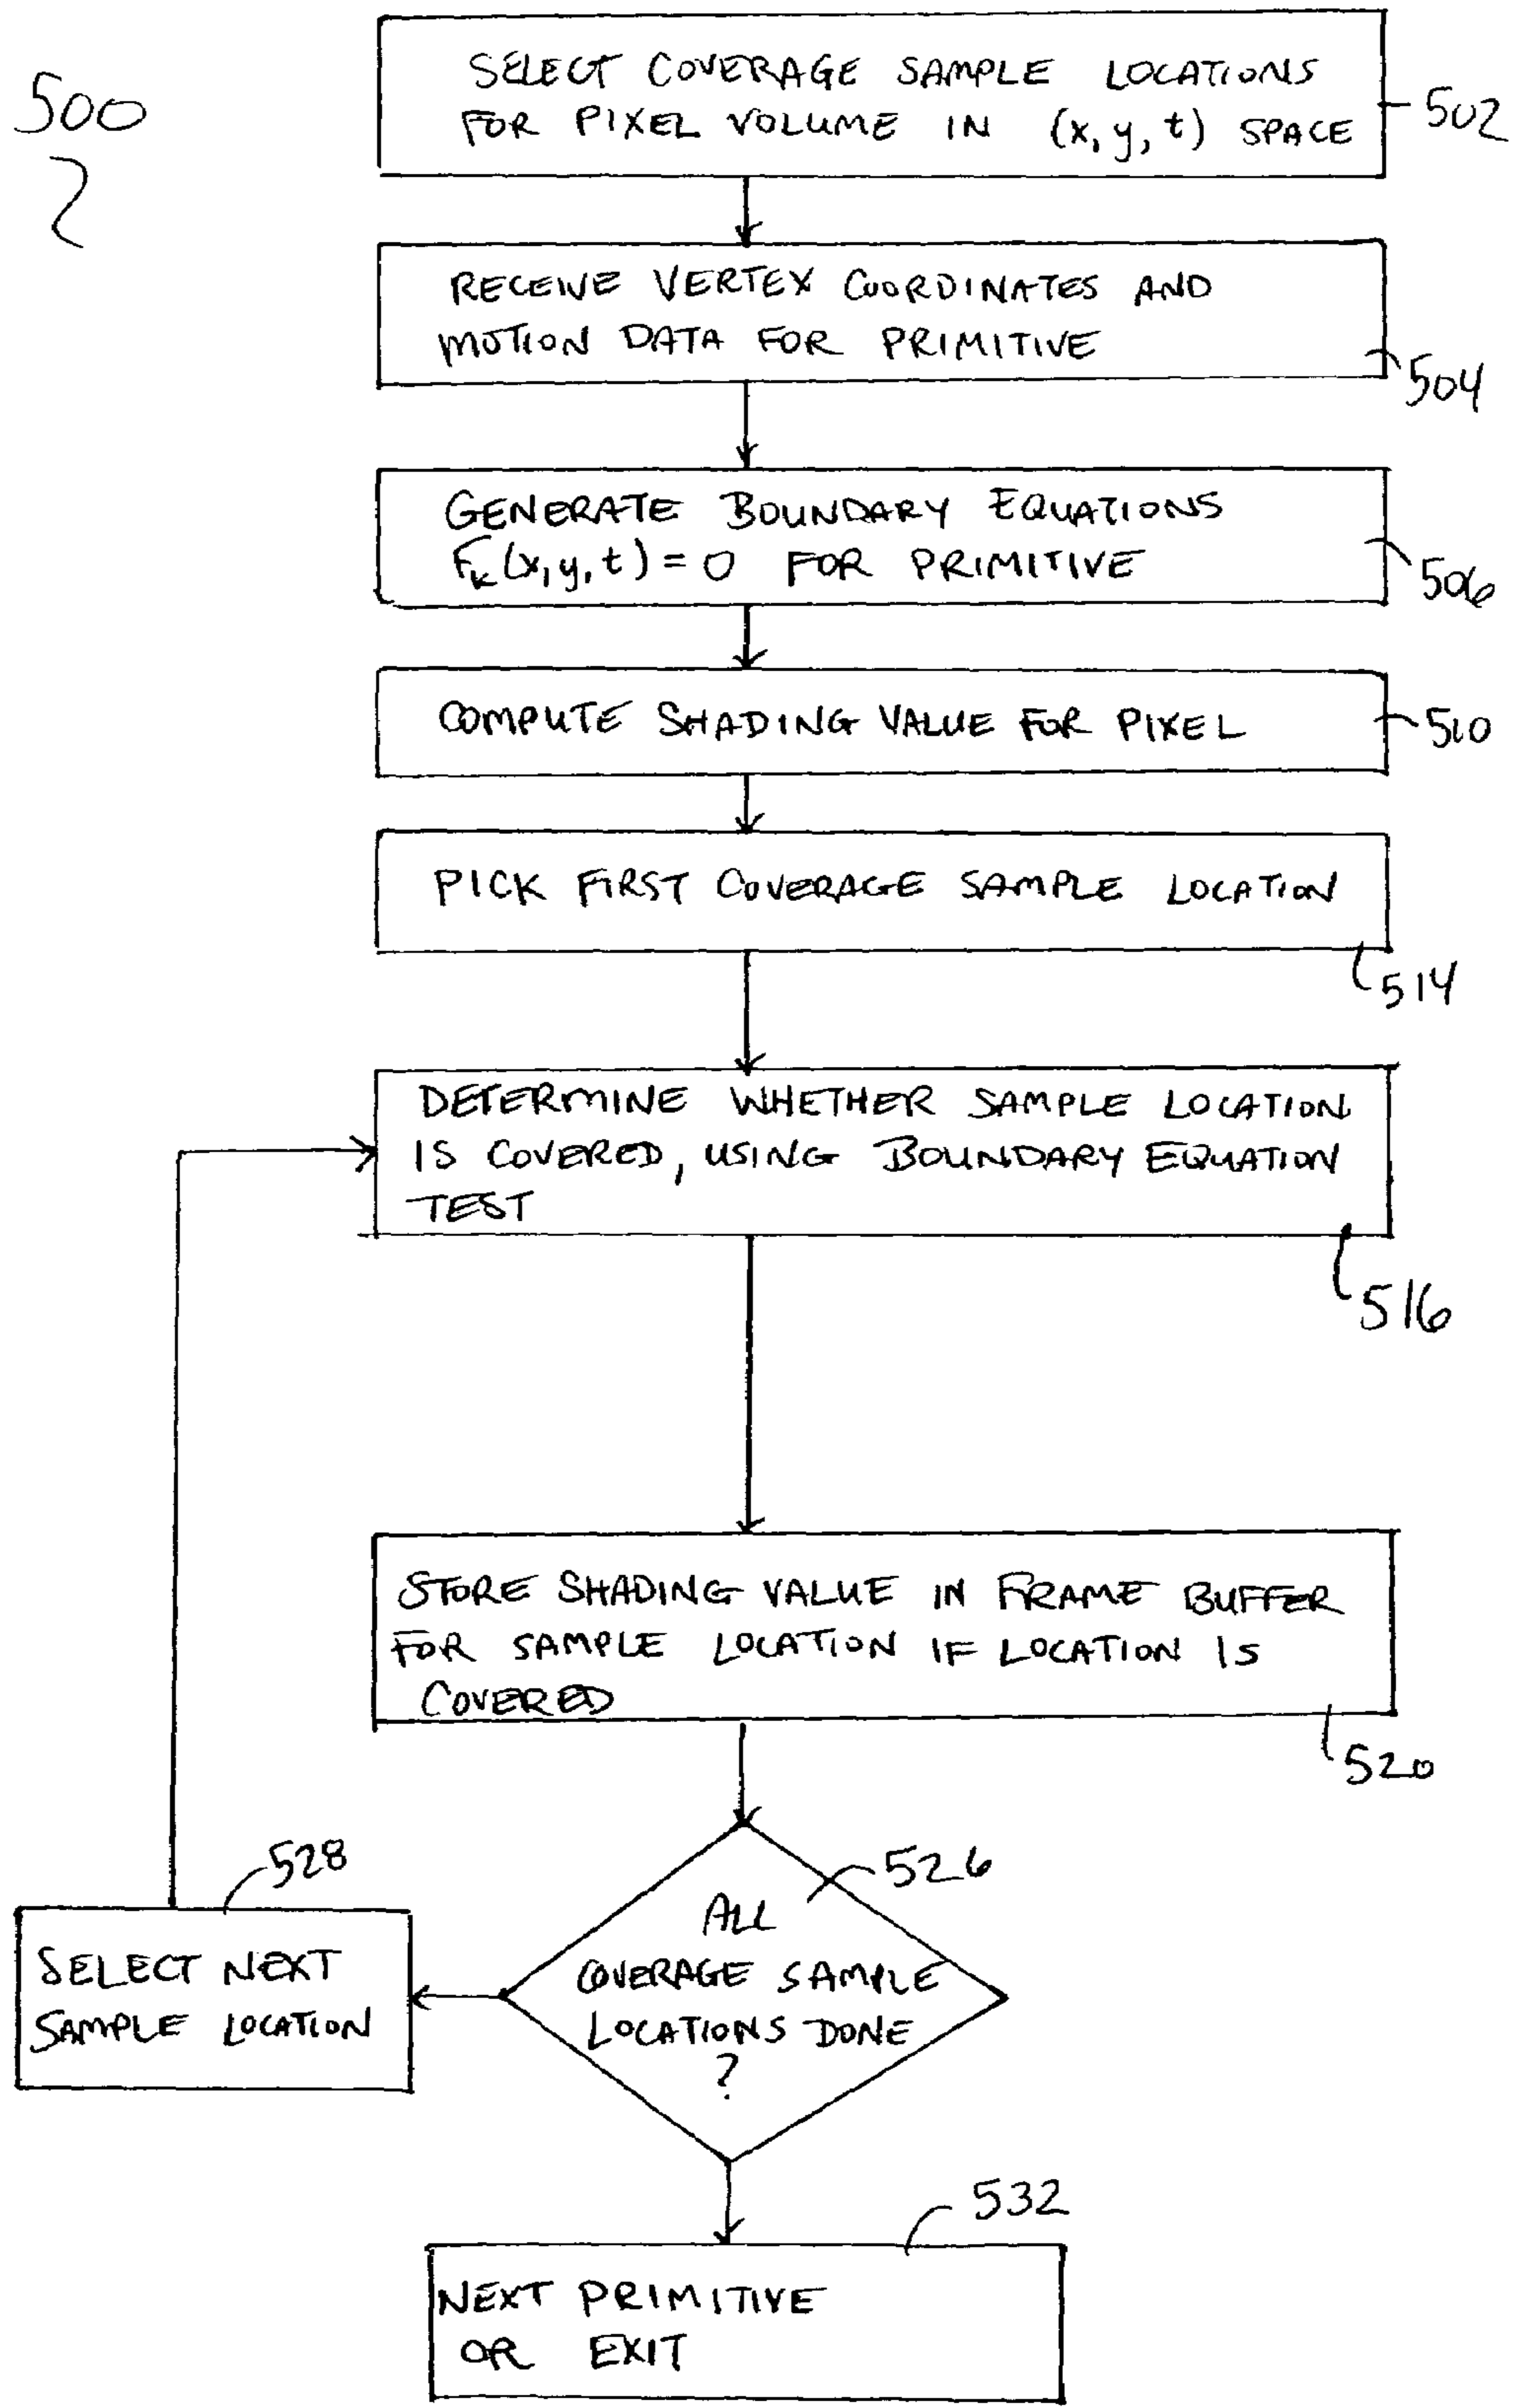 500
SELECT COVERAGE SAMPLE LOCATIONS
FOR PIXEL VOLUME IN (x, y, t) SPACE
502
RECEIVE VERTEX COORDINATES AND
MOTION DATA FOR PRIMITIVE
504
GENERATE BOUNDARY EQUATIONS
Fk(x, y, t) = 0 FOR PRIMITIVE
506
COMPUTE SHADING VALUE FOR PIXEL
510
PICK FIRST COVERAGE SAMPLE LOCATION
514
DETERMINE WHETHER SAMPLE LOCATION
IS COVERED, USING BOUNDARY EQUATION
TEST
516
STORE SHADING VALUE IN FRAME BUFFER
FOR SAMPLE LOCATION IF LOCATION IS
COVERED
520
526
ALL
COVERAGE SAMPLE
LOCATIONS DONE
?
528
SELECT NEXT
SAMPLE LOCATION
532
NEXT PRIMITIVE
OR EXIT